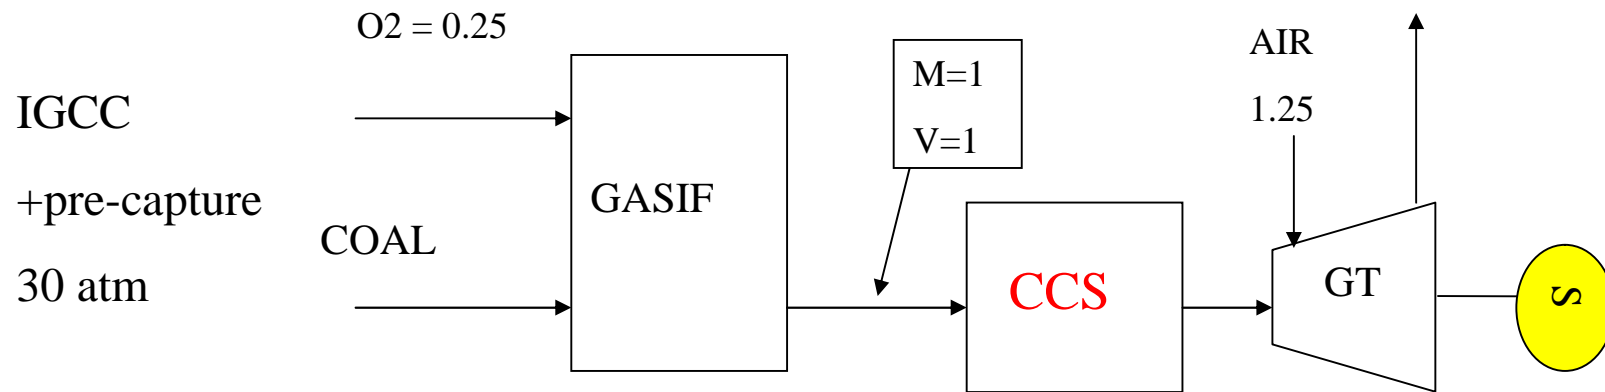 O2 = 0.25
IGCC
+pre-capture
30 atm
COAL
GASIF
M=1
V=1
CCS
AIR
1.25
GT
S